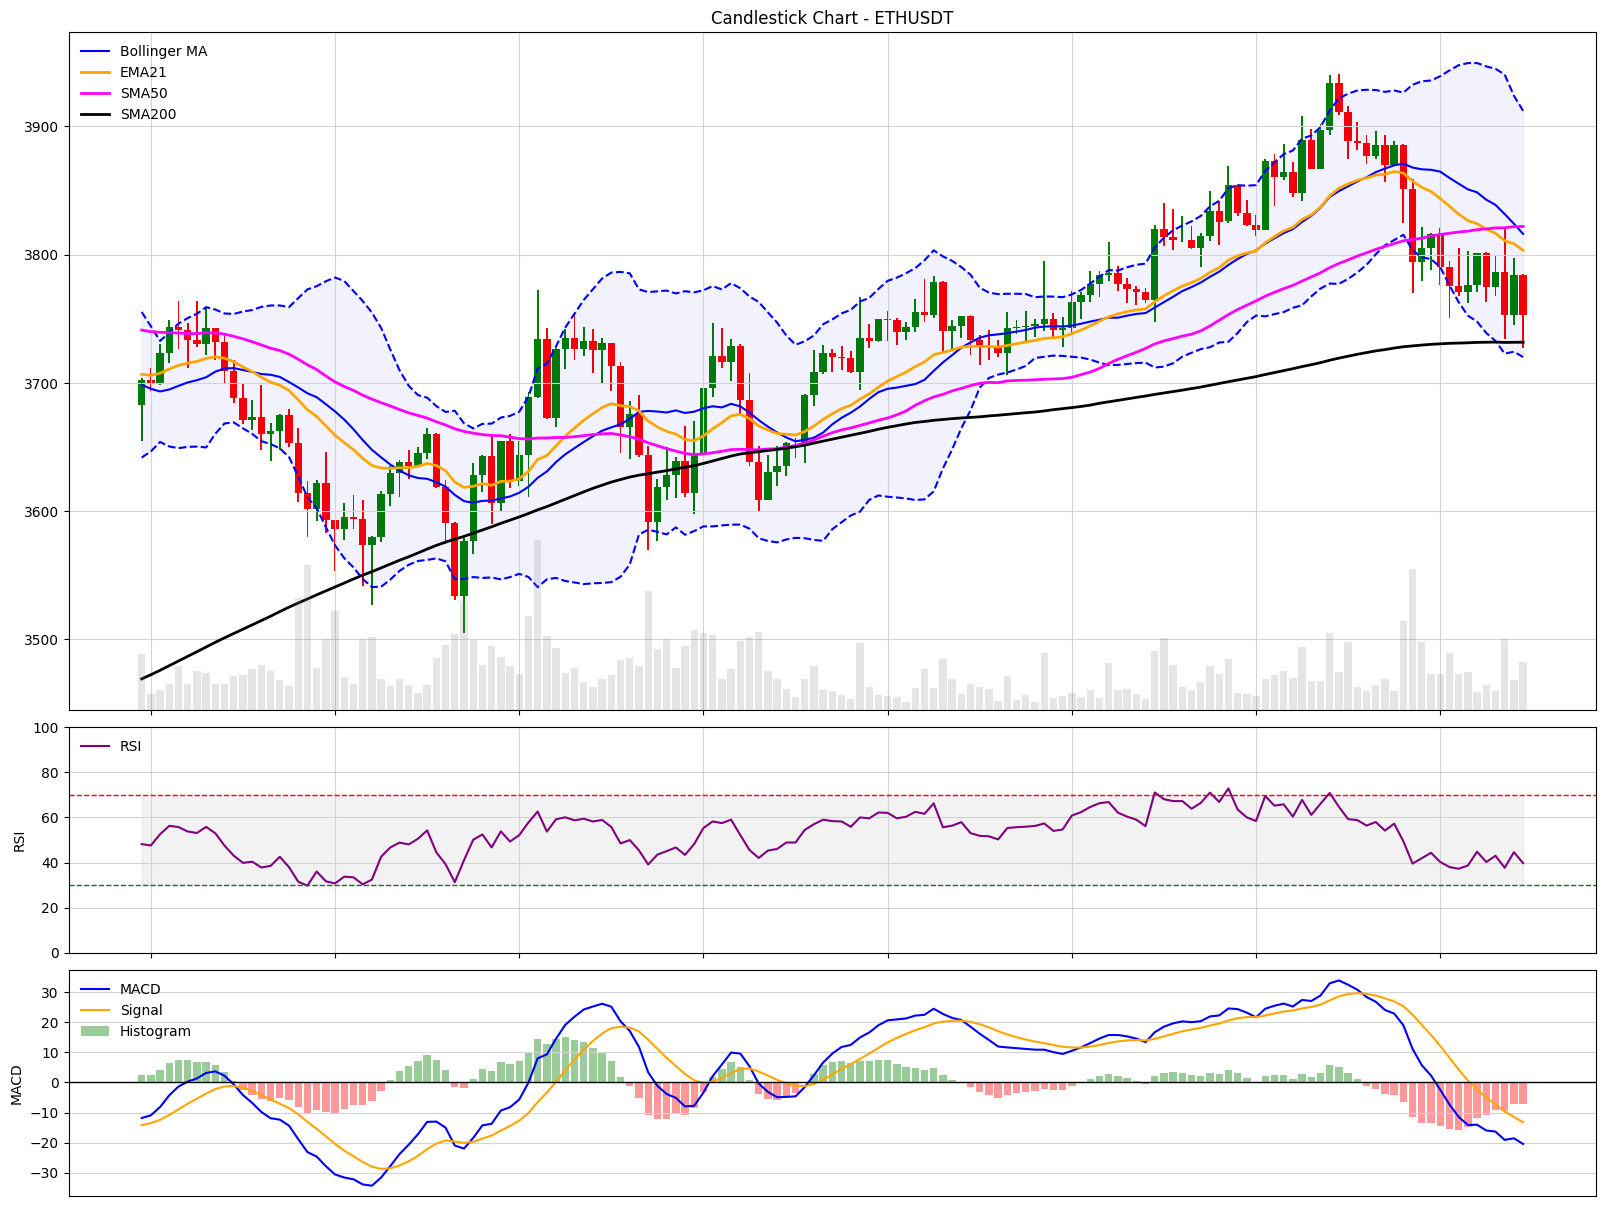 Candlestick Chart - ETHUSDT
Bollinger MA
EMA21
SMA50
SMA200
3900
3800
3700
3600
3500
RSI
100
80
60
40
20
0
RSI
MACD
Signal
Histogram
30
20
10
0
−10
−20
−30
MACD